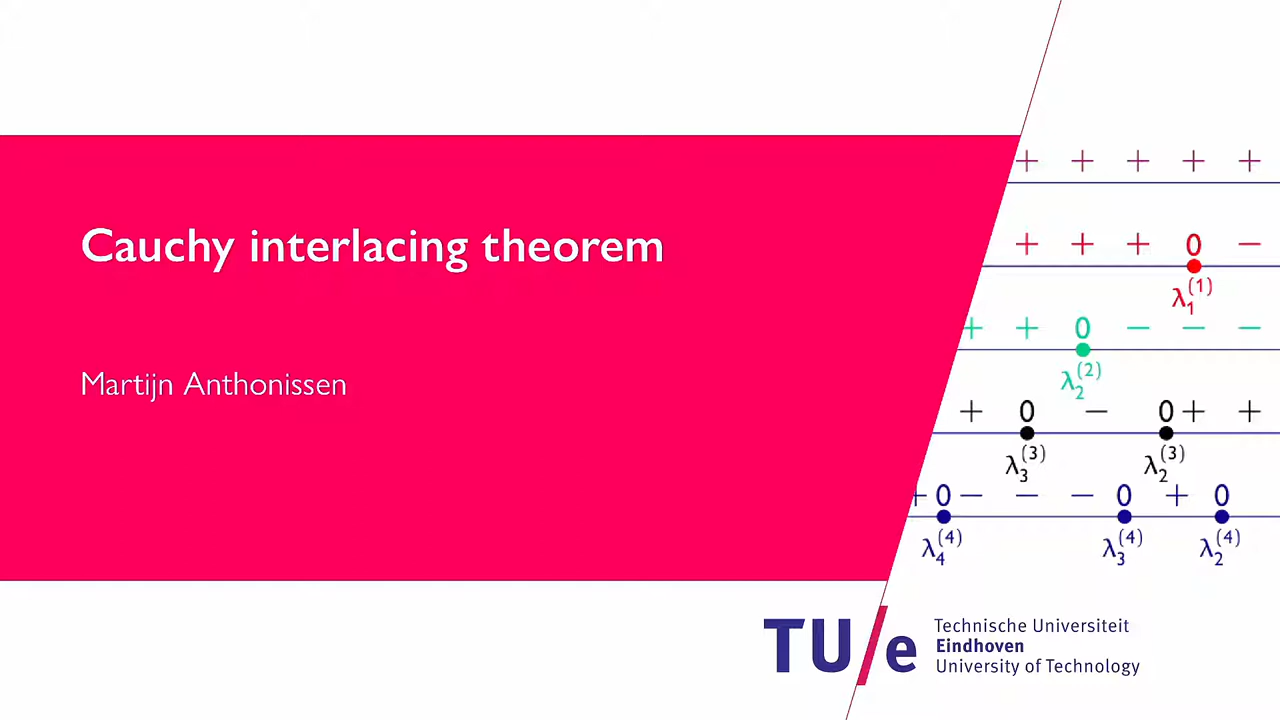 Cauchy interlacing theorem
Martijn Anthonissen
+ + + + +
+ + + 0 −
λ₁⁽¹⁾
+ + 0 − − −
λ₂⁽²⁾
+ 0 − 0 + +
λ₃⁽³⁾ λ₂⁽³⁾
+ 0 − − − 0 + 0
λ₄⁽⁴⁾ λ₃⁽⁴⁾ λ₂⁽⁴⁾
TU/e
Technische Universiteit
Eindhoven
University of Technology